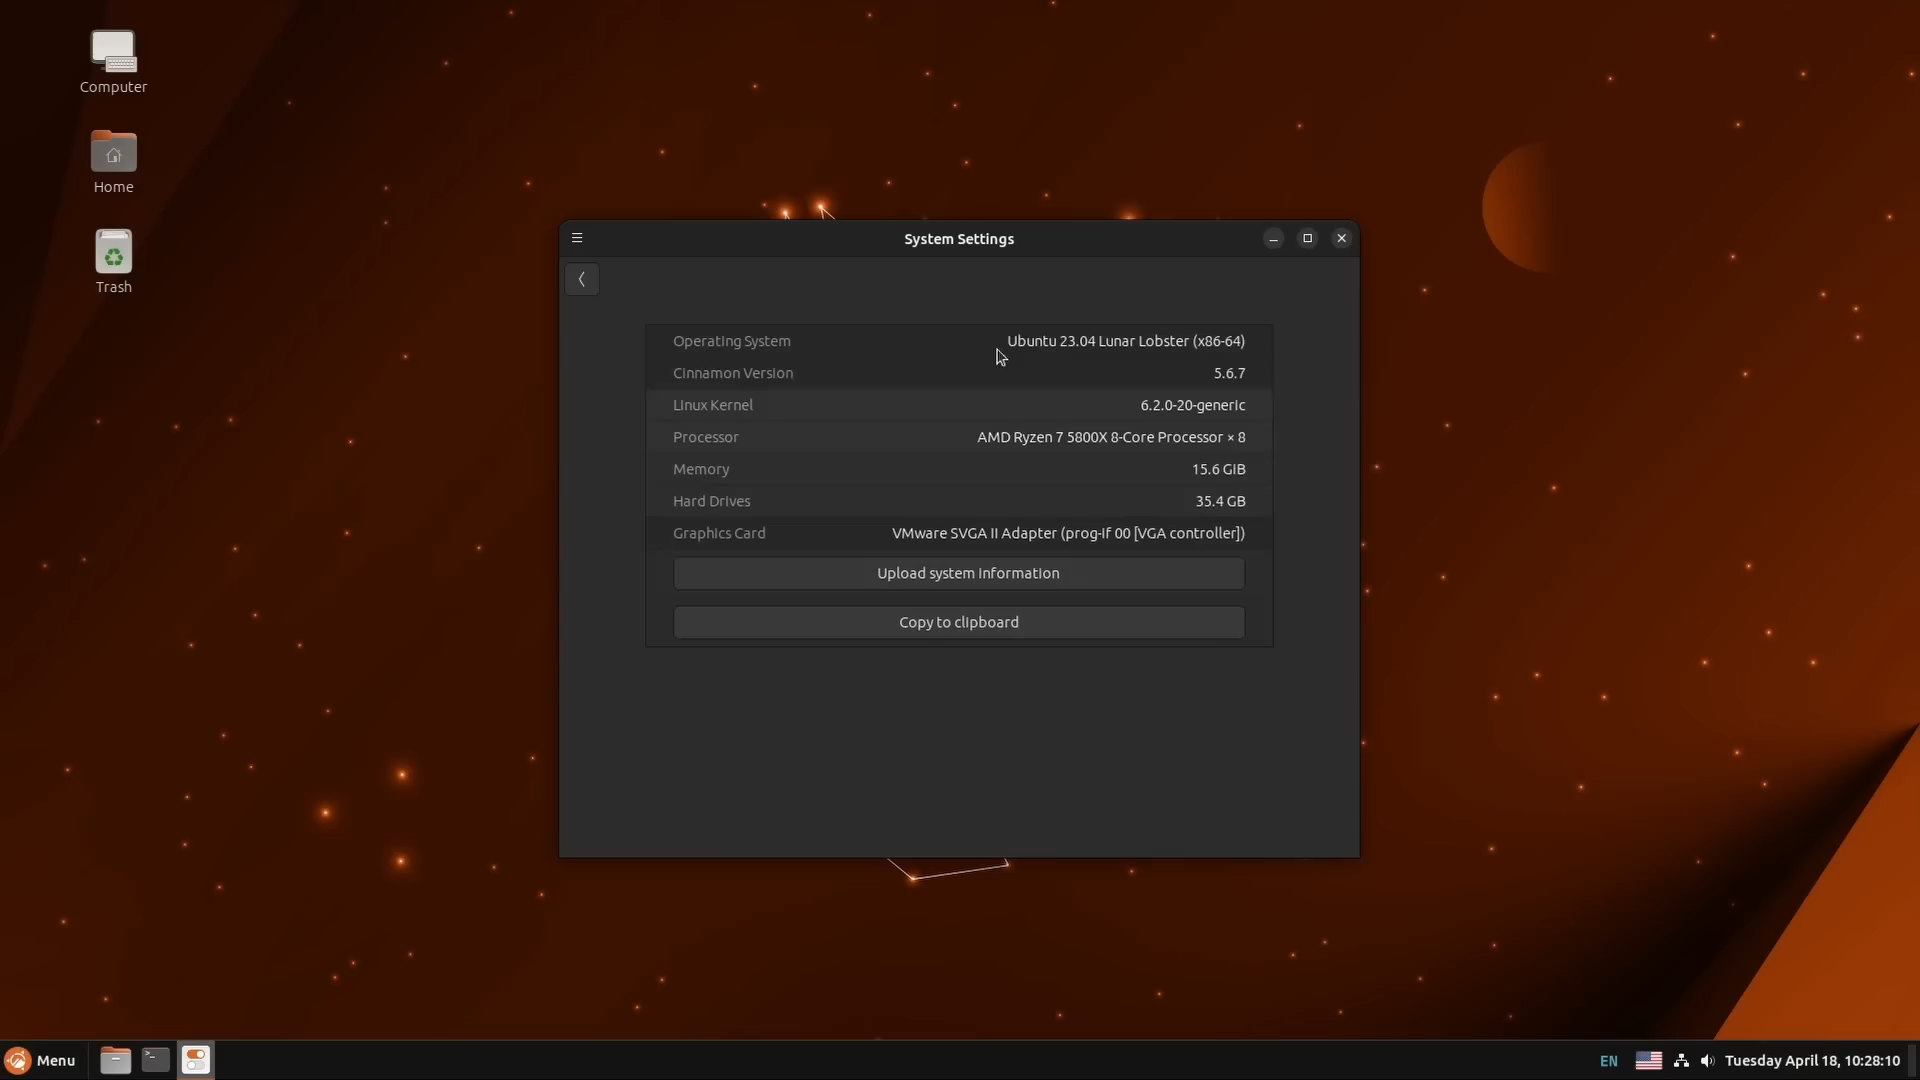 Computer
Home
Trash
System Settings
Operating System Ubuntu 23.04 Lunar Lobster (x86-64)
Cinnamon Version 5.6.7
Linux Kernel 6.2.0-20-generic
Processor AMD Ryzen 7 5800X 8-Core Processor × 8
Memory 15.6 GiB
Hard Drives 35.4 GB
Graphics Card VMware SVGA II Adapter (prog-if 00 [VGA controller])
Upload system information
Copy to clipboard
Menu
EN
Tuesday April 18, 10:28:10